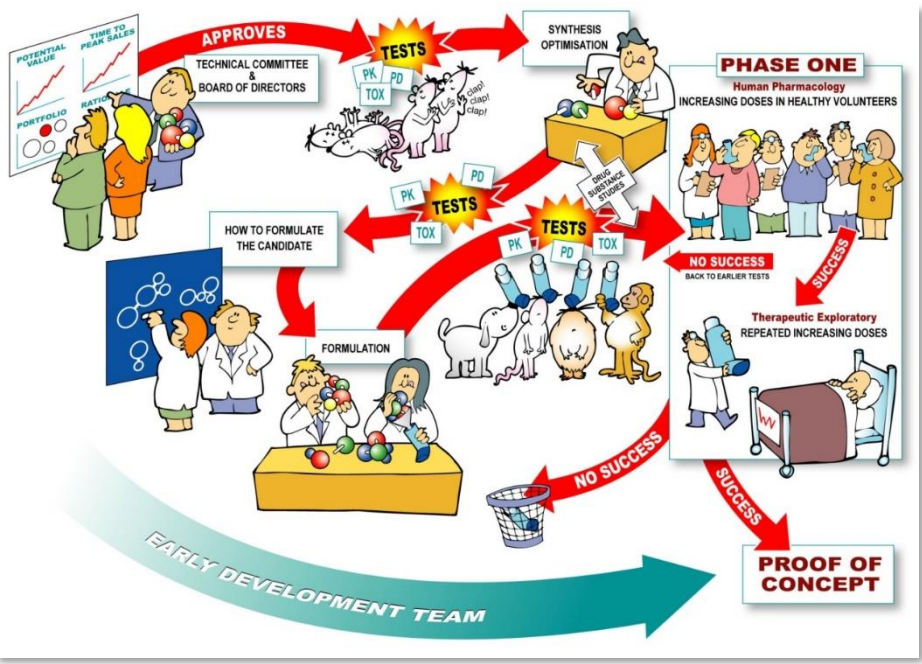 POTENTIAL
VALUE
TIME TO
PEAK SALES
PORTFOLIO
APPROVES
TECHNICAL COMMITTEE
&
BOARD OF DIRECTORS
TESTS
PK
PD
TOX
clap!
clap!
clap!
SYNTHESIS
OPTIMISATION
PHASE ONE
Human Pharmacology
INCREASING DOSES IN HEALTHY VOLUNTEERS
DRUG
SUBSTANCE
STUDIES
PK
PD
TESTS
TOX
HOW TO FORMULATE
THE CANDIDATE
TESTS
PK
PD
TOX
NO SUCCESS
BACK TO EARLIER TESTS
SUCCESS
Therapeutic Exploratory
REPEATED INCREASING DOSES
FORMULATION
NO SUCCESS
SUCCESS
PROOF OF
CONCEPT
EARLY DEVELOPMENT TEAM